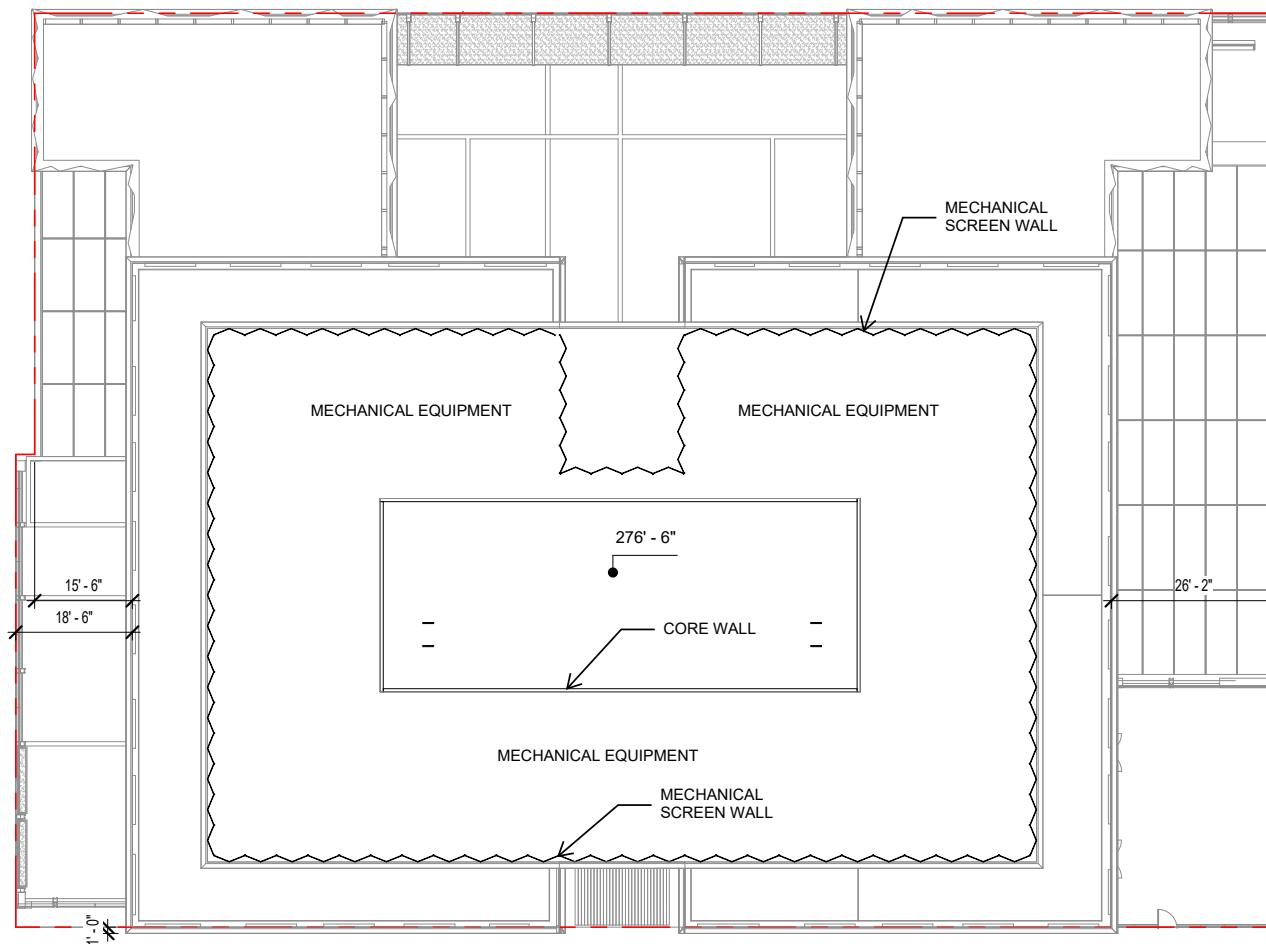 MECHANICAL
SCREEN WALL
MECHANICAL EQUIPMENT
MECHANICAL EQUIPMENT
276' - 6"
15' - 6"
26' - 2"
18' - 6"
CORE WALL
MECHANICAL EQUIPMENT
MECHANICAL
SCREEN WALL
1' - 0"